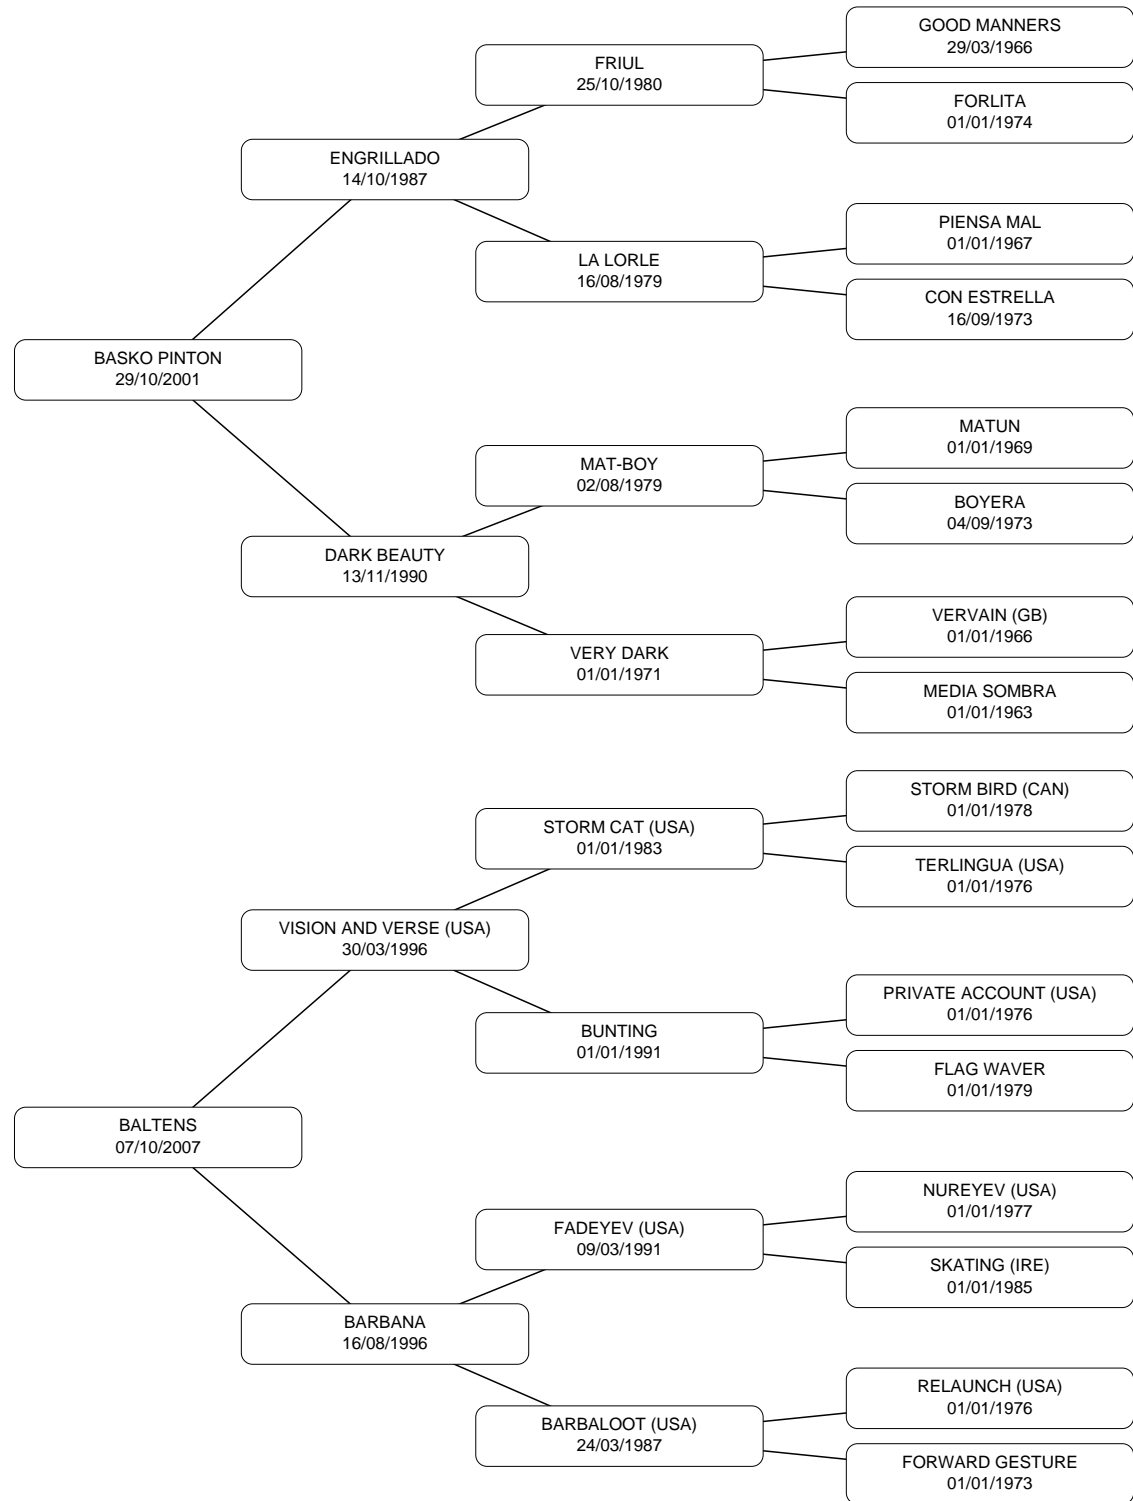 GOOD MANNERS
29/03/1966
FRIUL
25/10/1980
FORLITA
01/01/1974
ENGRILLADO
14/10/1987
PIENSA MAL
01/01/1967
LA LORLE
16/08/1979
CON ESTRELLA
16/09/1973
BASKO PINTON
29/10/2001
MATUN
01/01/1969
MAT-BOY
02/08/1979
BOYERA
04/09/1973
DARK BEAUTY
13/11/1990
VERVAIN (GB)
01/01/1966
VERY DARK
01/01/1971
MEDIA SOMBRA
01/01/1963
STORM BIRD (CAN)
01/01/1978
STORM CAT (USA)
01/01/1983
TERLINGUA (USA)
01/01/1976
VISION AND VERSE (USA)
30/03/1996
PRIVATE ACCOUNT (USA)
01/01/1976
BUNTING
01/01/1991
FLAG WAVER
01/01/1979
BALTENS
07/10/2007
NUREYEV (USA)
01/01/1977
FADEYEV (USA)
09/03/1991
SKATING (IRE)
01/01/1985
BARBANA
16/08/1996
RELAUNCH (USA)
01/01/1976
BARBALOOT (USA)
24/03/1987
FORWARD GESTURE
01/01/1973